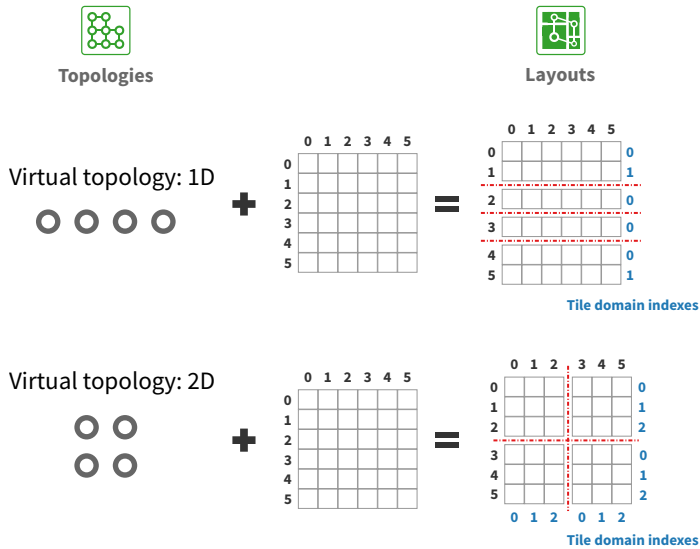 Topologies
Layouts
Virtual topology: 1D
0 1 2 3 4 5
0
1
2
3
4
5
0 1 2 3 4 5
0 0
1 1
2 0
3 0
4 0
5 1
Tile domain indexes
Virtual topology: 2D
0 1 2 3 4 5
0
1
2
3
4
5
0 1 2 3 4 5
0 0
1 1
2 2
3 0
4 1
5 2
0 1 2 0 1 2
Tile domain indexes